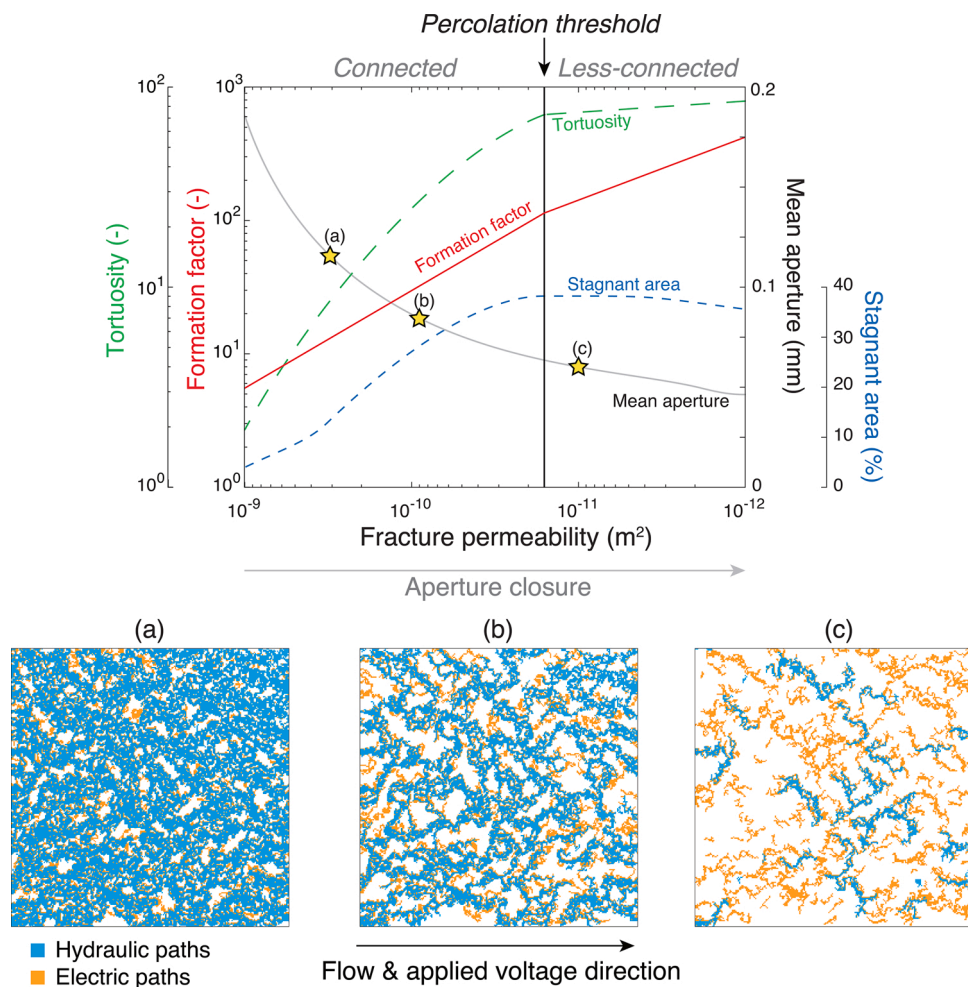 Percolation threshold
Connected
Less-connected
10²
10³
0.2
Tortuosity
(a)
10²
Formation factor
Stagnant area
(b)
10¹
0.1
40
30
(c)
10¹
20
Mean aperture
10
10⁰
10⁰
0
0
Tortuosity (-)
Formation factor (-)
Mean aperture (mm)
Stagnant area (%)
10⁻⁹
10⁻¹⁰
10⁻¹¹
10⁻¹²
Fracture permeability (m²)
Aperture closure
(a)
(b)
(c)
Hydraulic paths
Electric paths
Flow & applied voltage direction